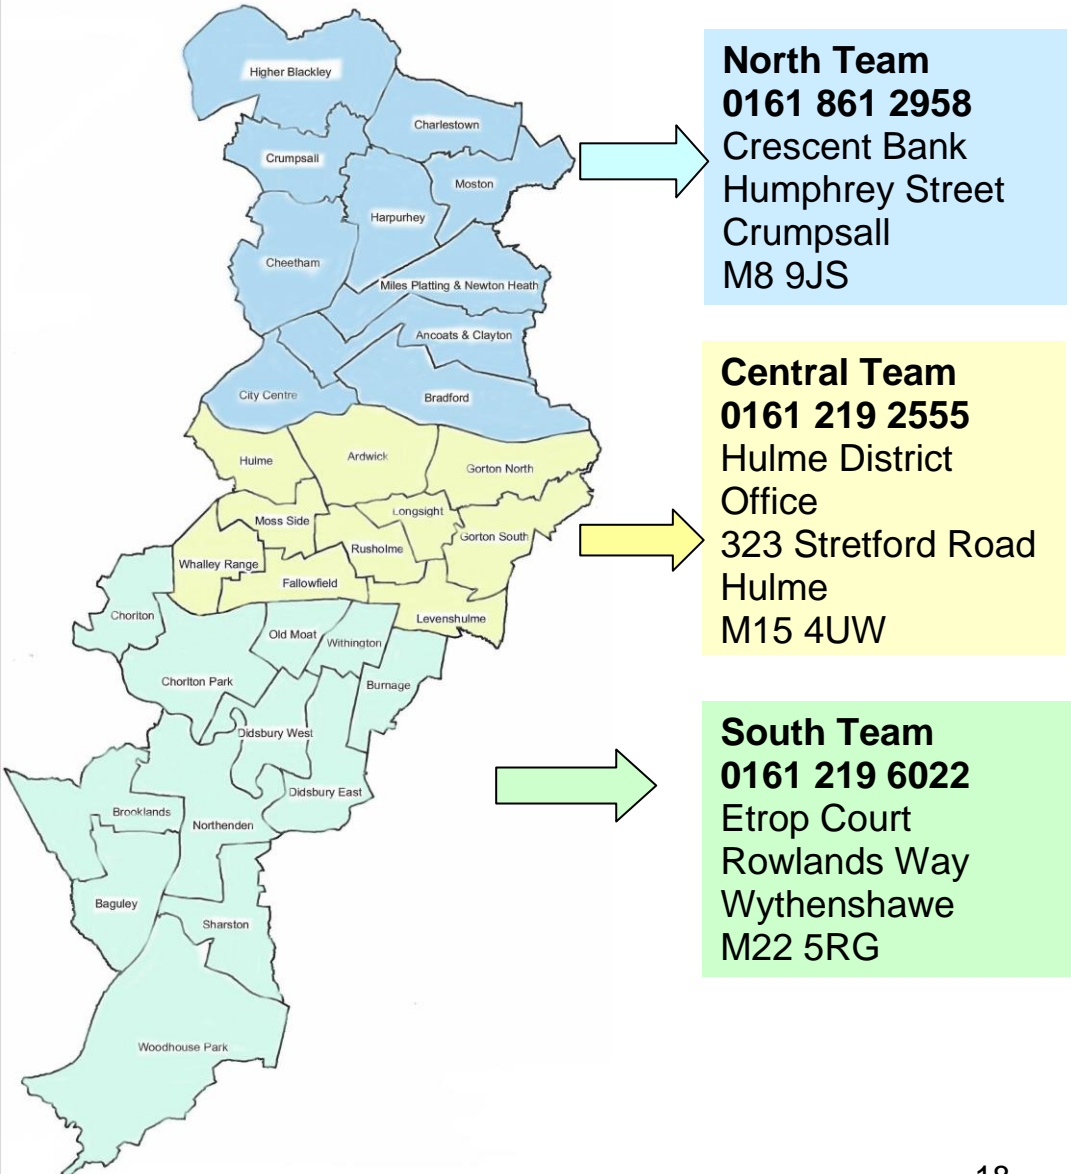 Higher Blackley
Charlestown
Crumpsall
Moston
Harpurhey
Cheetham
Miles Platting & Newton Heath
Ancoats & Clayton
City Centre
Bradford
Hulme
Ardwick
Gorton North
Longsight
Moss Side
Gorton South
Rusholme
Whalley Range
Fallowfield
Chorlton
Levenshulme
Old Moat
Withington
Chorlton Park
Burnage
Didsbury West
Didsbury East
Brooklands
Northenden
Baguley
Sharston
Woodhouse Park
North Team
0161 861 2958
Crescent Bank
Humphrey Street
Crumpsall
M8 9JS
Central Team
0161 219 2555
Hulme District
Office
323 Stretford Road
Hulme
M15 4UW
South Team
0161 219 6022
Etrop Court
Rowlands Way
Wythenshawe
M22 5RG
18